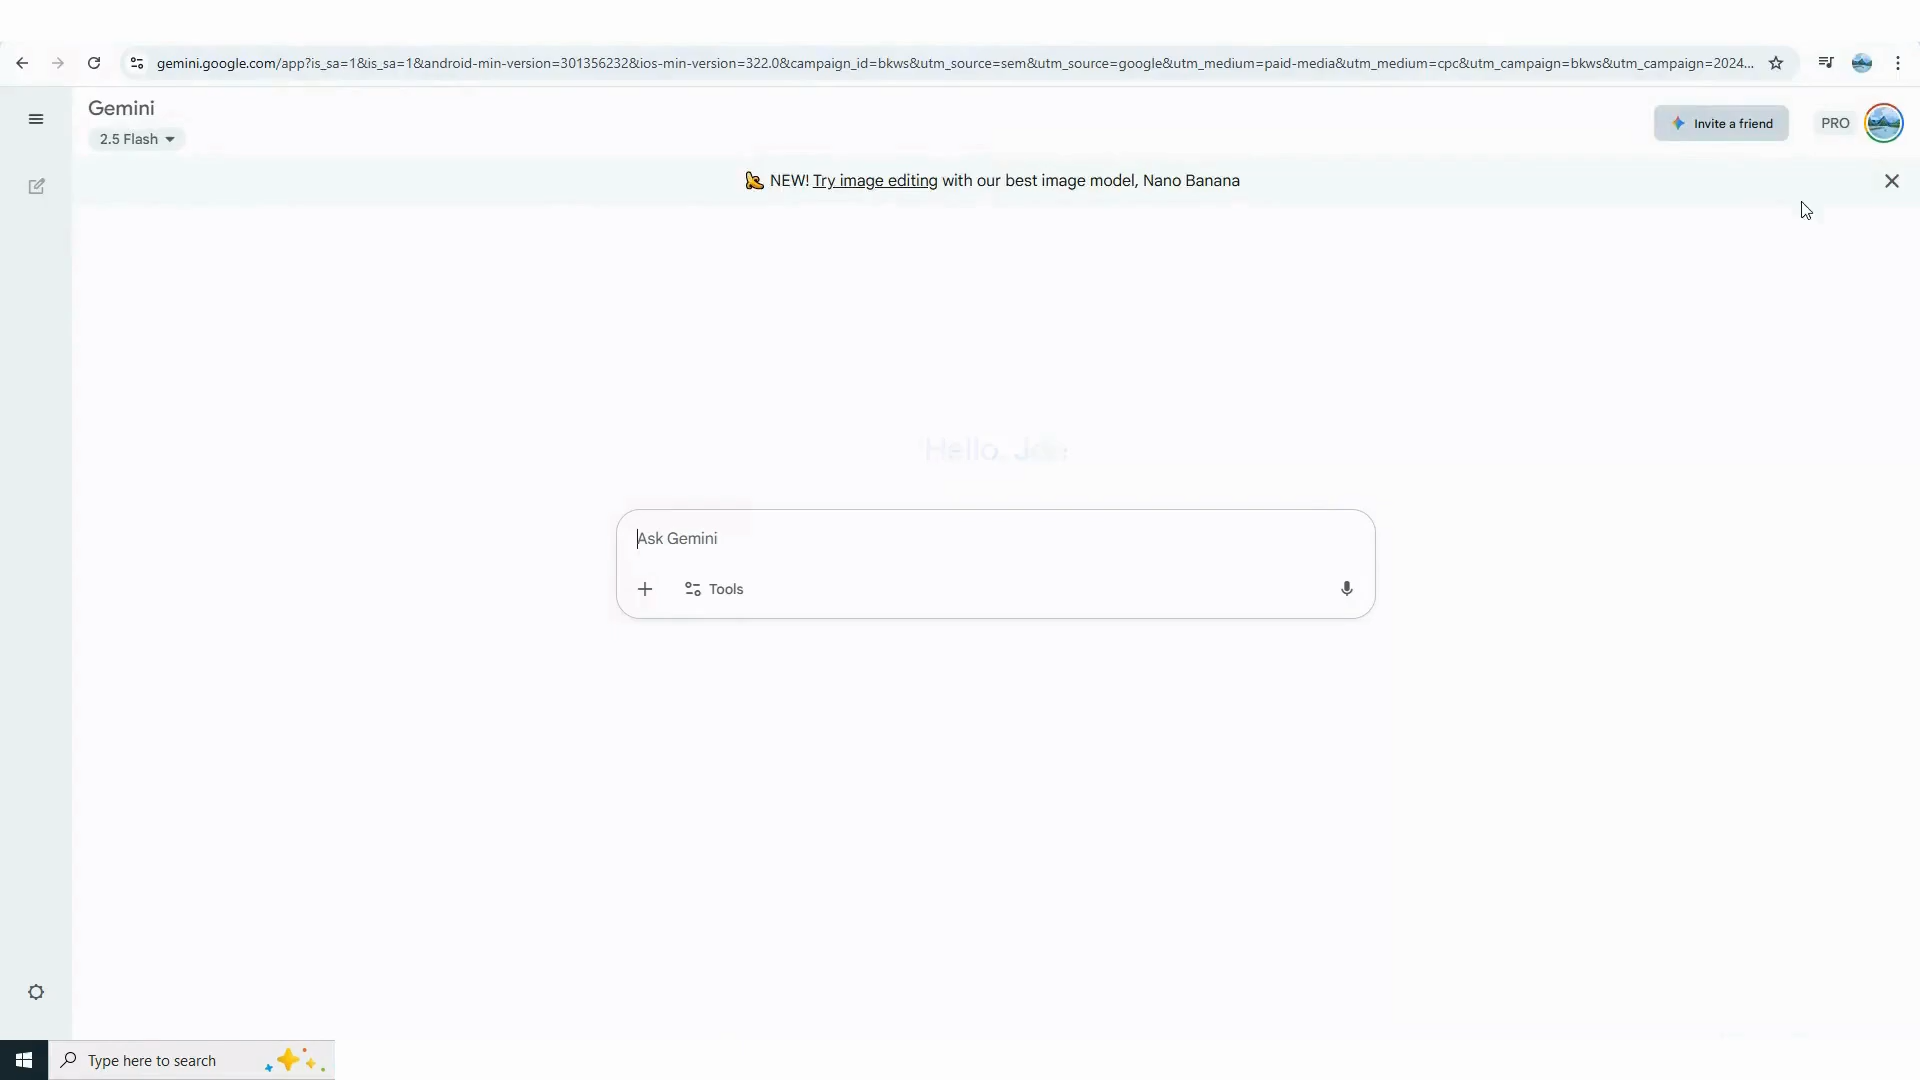 gemini.google.com/app?is_sa=1&is_sa=1&android-min-version=301356232&ios-min-version=322.0&campaign_id=bkws&utm_source=sem&utm_source=google&utm_medium=paid-media&utm_medium=cpc&utm_campaign=bkws&utm_campaign=2024...
Gemini
2.5 Flash
Invite a friend
PRO
NEW! Try image editing with our best image model, Nano Banana
Hello,
Ask Gemini
Tools
Type here to search